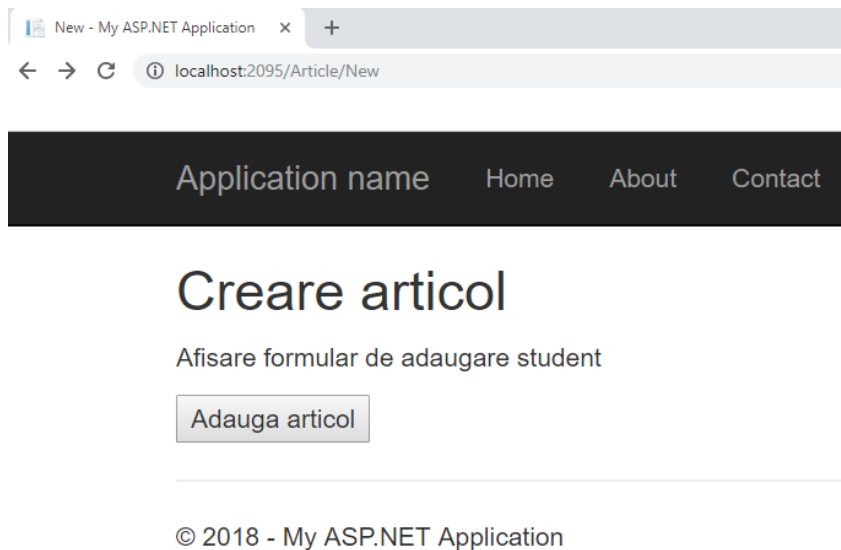 New - My ASP.NET Application
localhost:2095/Article/New
Application name Home About Contact
Creare articol
Afisare formular de adaugare student
Adauga articol
© 2018 - My ASP.NET Application